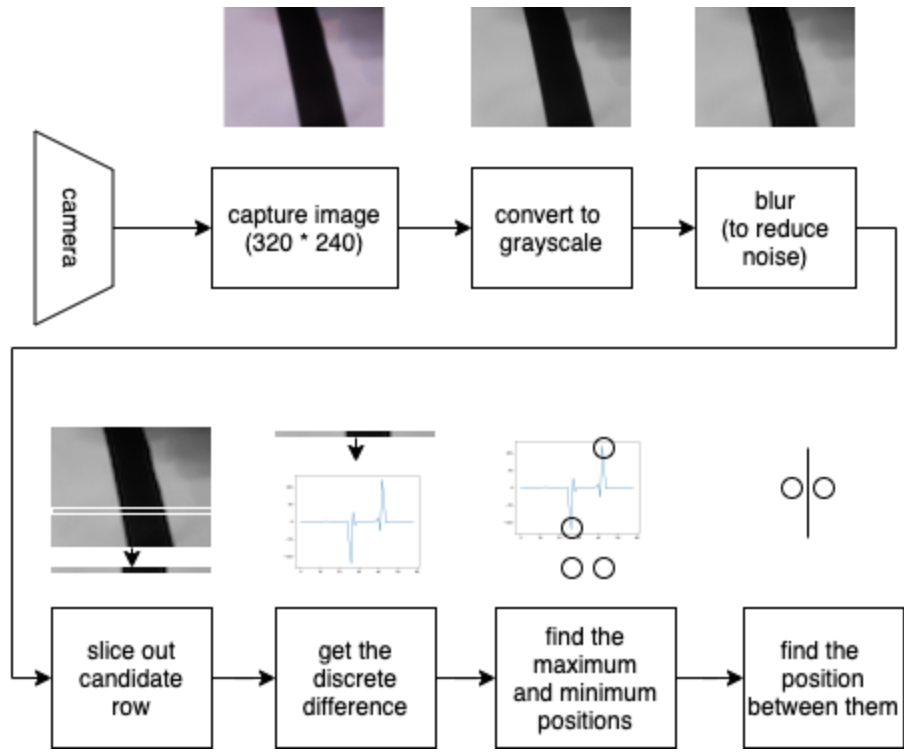 camera
capture image
(320 * 240)
convert to
grayscale
blur
(to reduce
noise)
slice out
candidate
row
get the
discrete
difference
find the
maximum
and minimum
positions
find the
position
between them